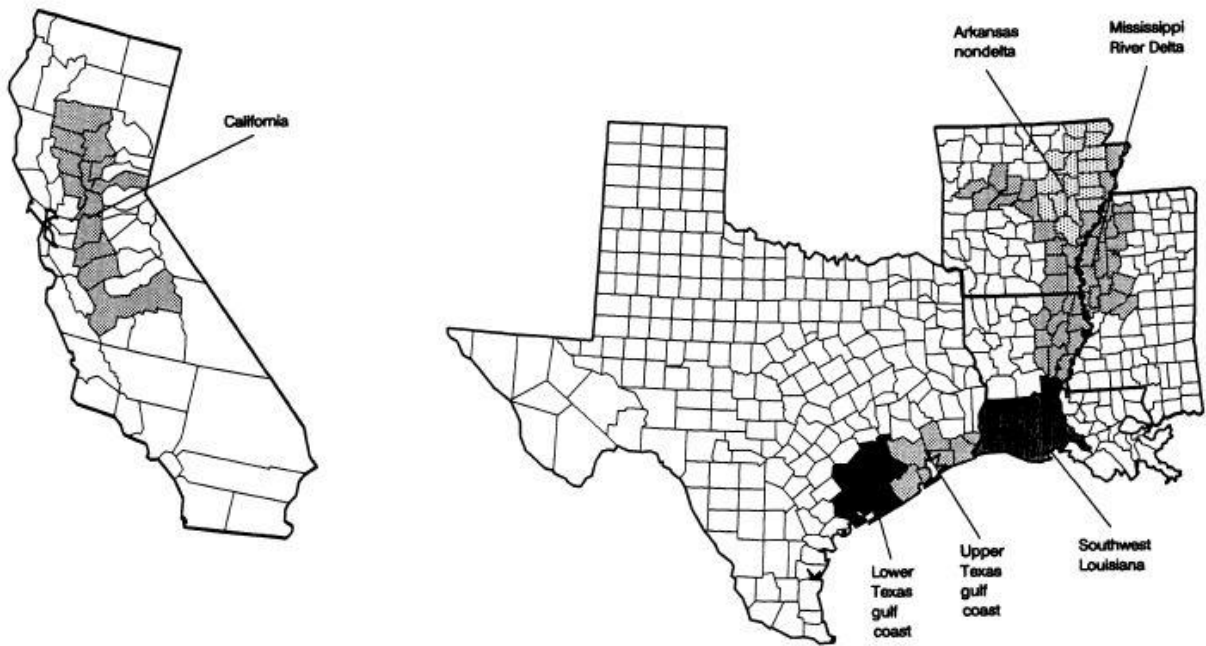 Arkansas
nondelta
Mississippi
River Delta
California
Lower
Texas
gulf
coast
Upper
Texas
gulf
coast
Southwest
Louisiana